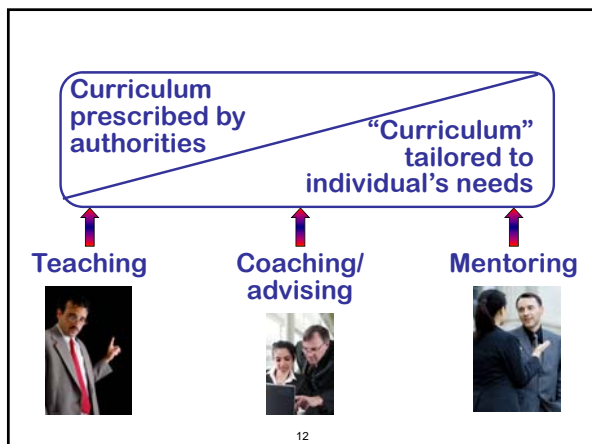 Curriculum
prescribed by
authorities
“Curriculum”
tailored to
individual’s needs
Teaching
Coaching/
advising
Mentoring
12